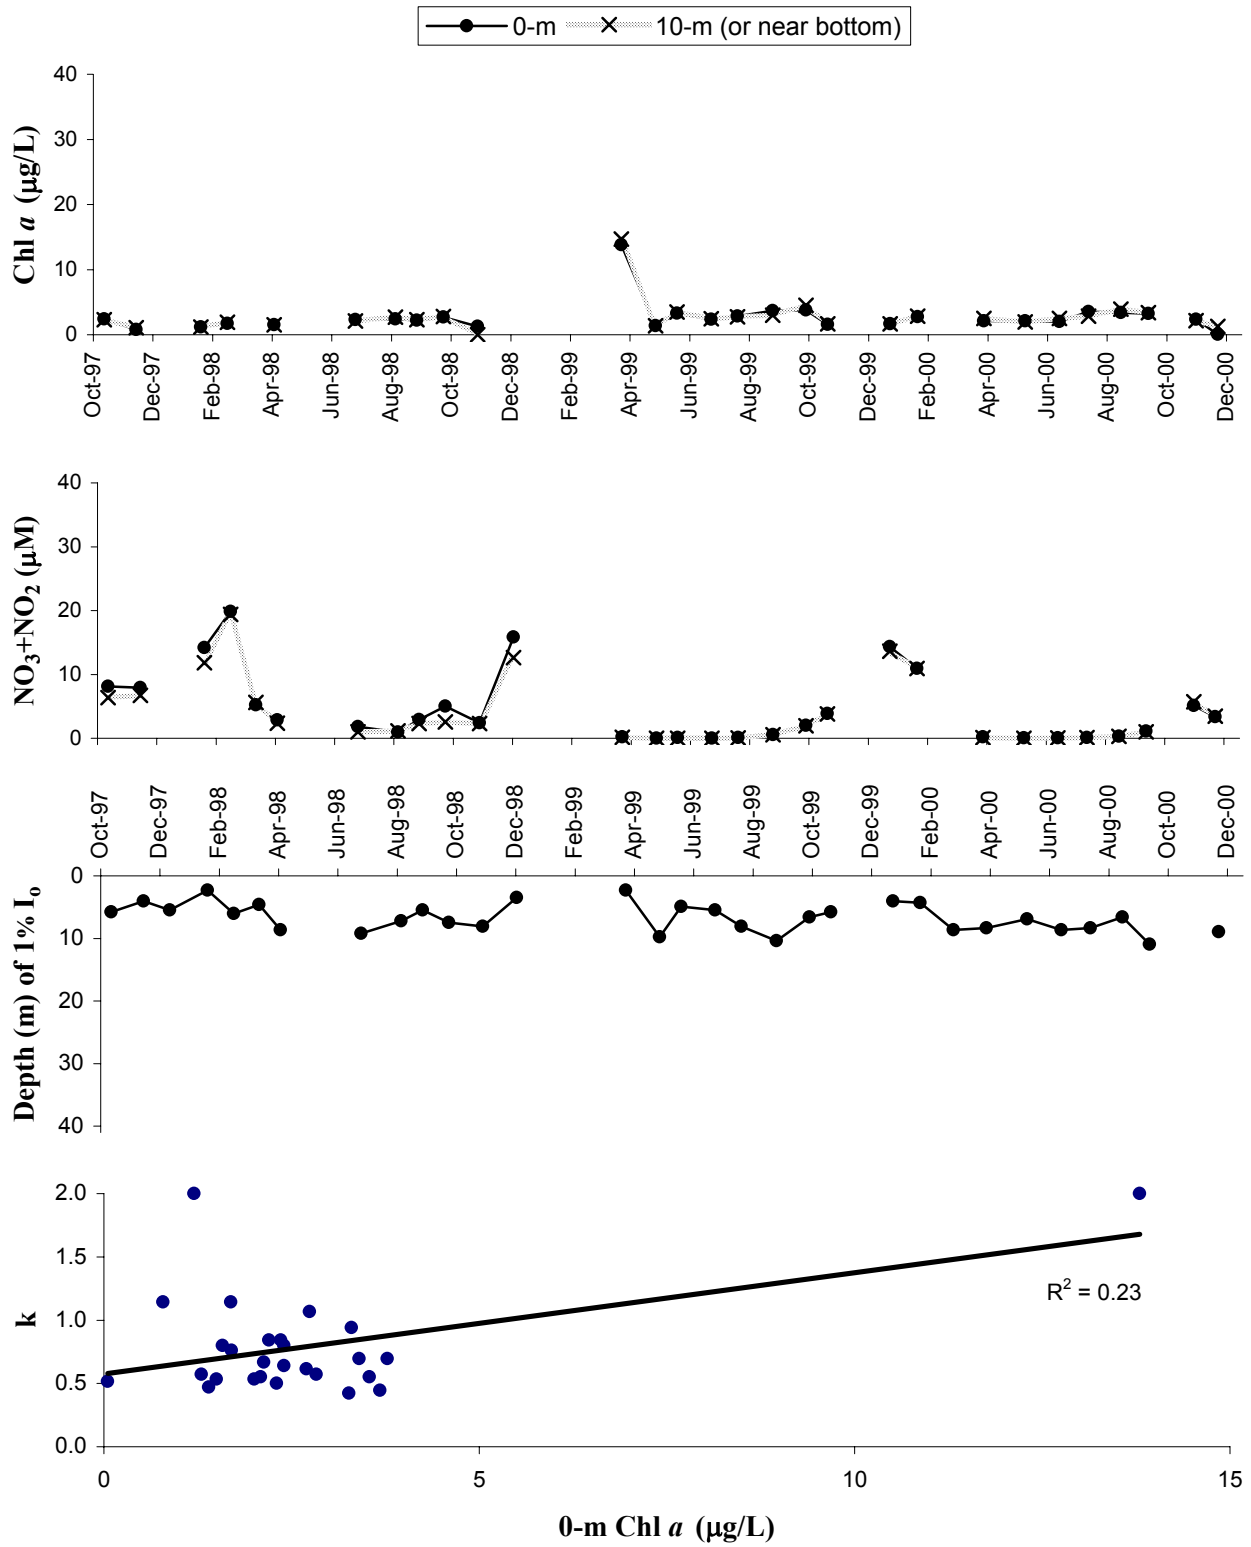 0-m 10-m (or near bottom)
Chl a (µg/L)
40
30
20
10
0
Oct-97 Dec-97 Feb-98 Apr-98 Jun-98 Aug-98 Oct-98 Dec-98 Feb-99 Apr-99 Jun-99 Aug-99 Oct-99 Dec-99 Feb-00 Apr-00 Jun-00 Aug-00 Oct-00 Dec-00
NO3+NO2 (µM)
40
30
20
10
0
Oct-97 Dec-97 Feb-98 Apr-98 Jun-98 Aug-98 Oct-98 Dec-98 Feb-99 Apr-99 Jun-99 Aug-99 Oct-99 Dec-99 Feb-00 Apr-00 Jun-00 Aug-00 Oct-00 Dec-00
Depth (m) of 1% Io
0
10
20
30
40
k
2.0
1.5
1.0
0.5
0.0
R2 = 0.23
0 5 10 15
0-m Chl a (µg/L)